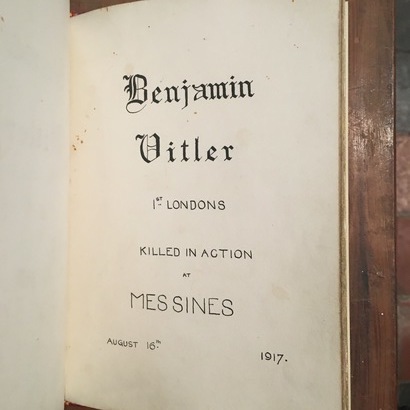 Benjamin
Vitler
1ST LONDONS
KILLED IN ACTION
AT
MESSINES
AUGUST 16TH 1917.